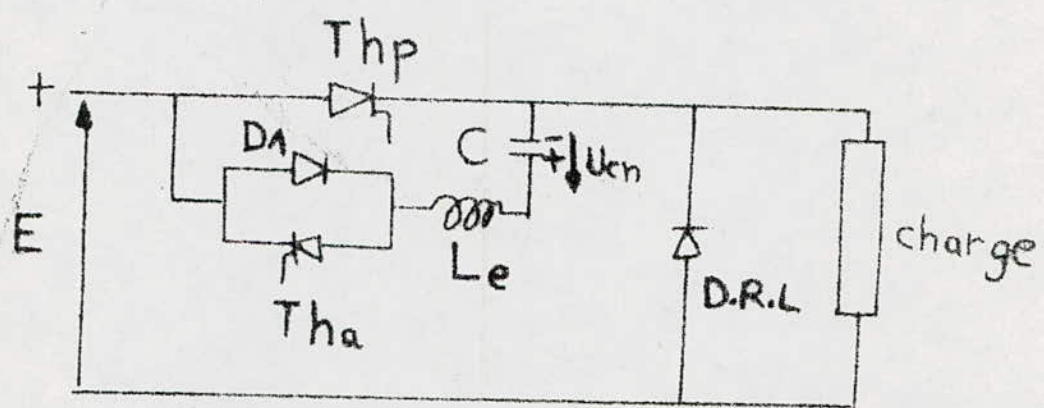 Thp
+
DA
C
- + Ucn
E
Le
charge
D.R.L
Tha